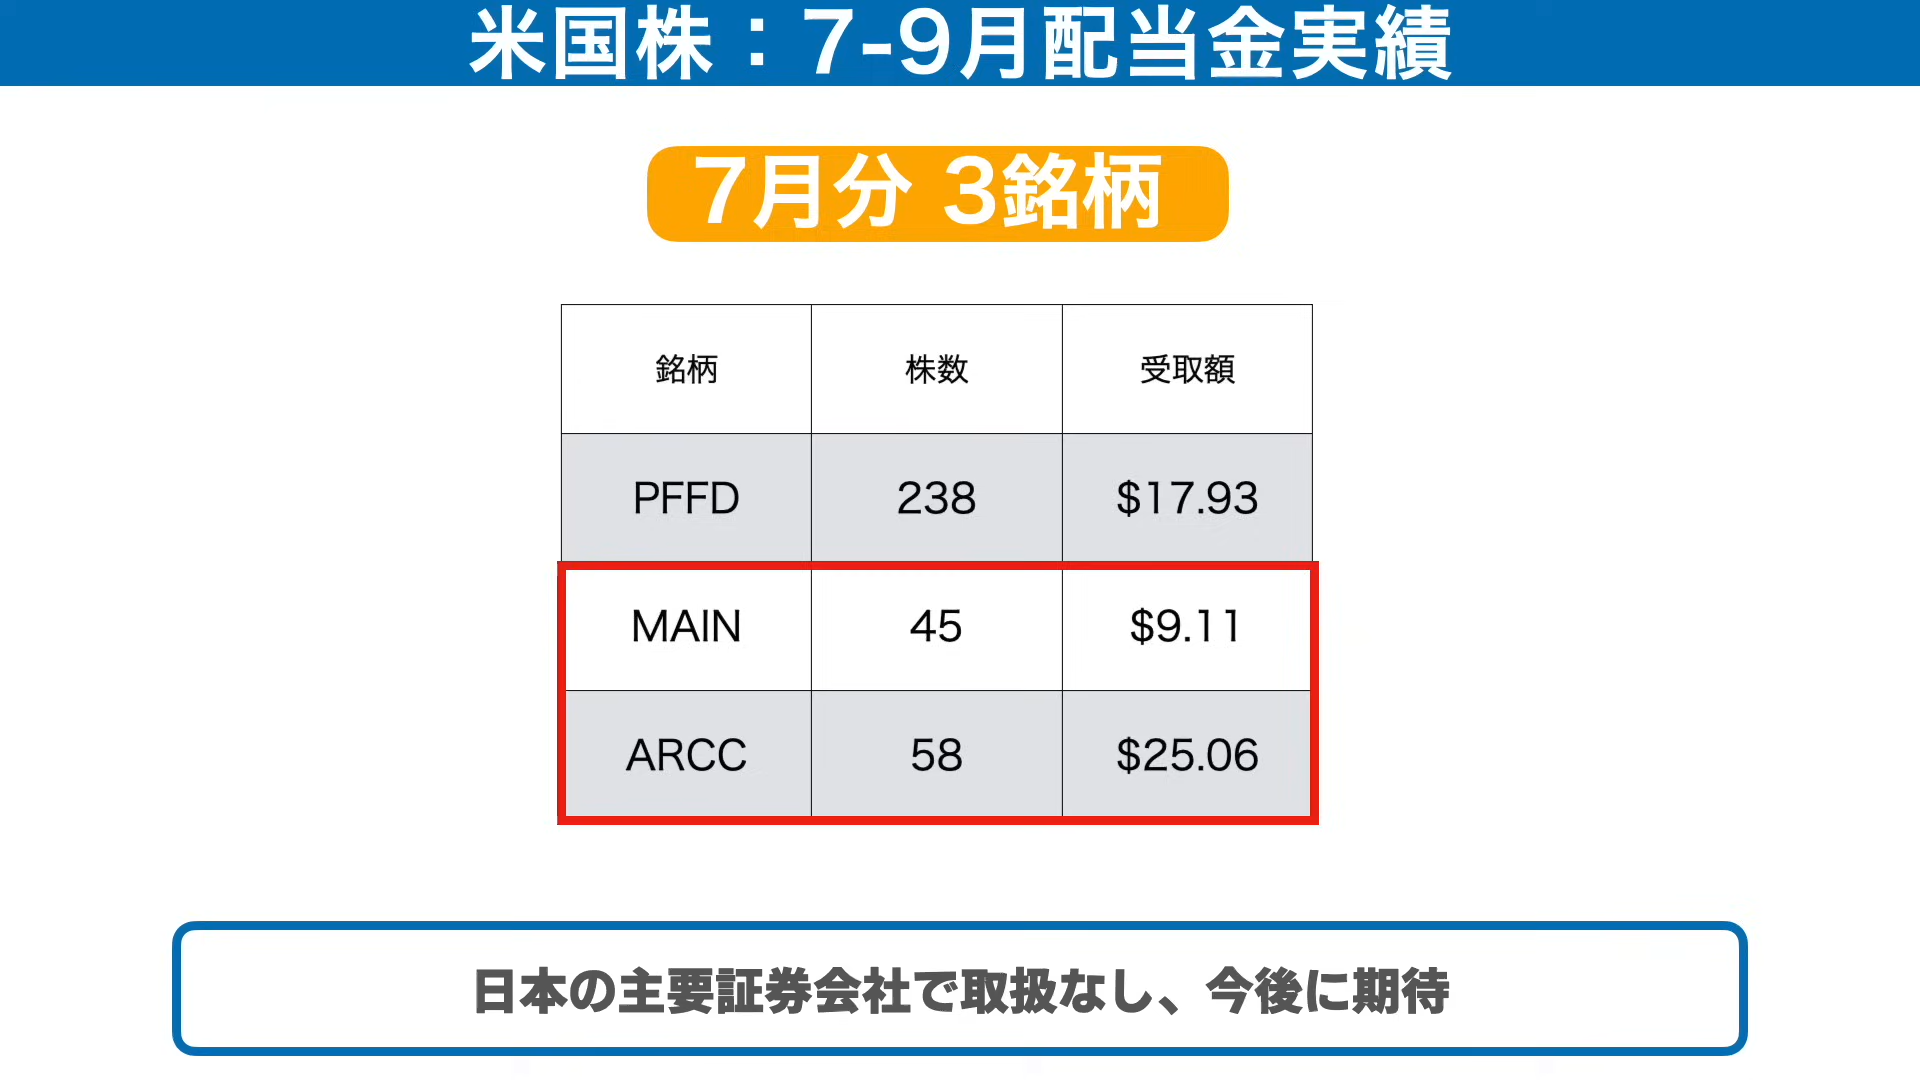 米国株：7-9月配当金実績
7月分 3銘柄
銘柄 株数 受取額
PFFD 238 $17.93
MAIN 45 $9.11
ARCC 58 $25.06
日本の主要証券会社で取扱なし、今後に期待